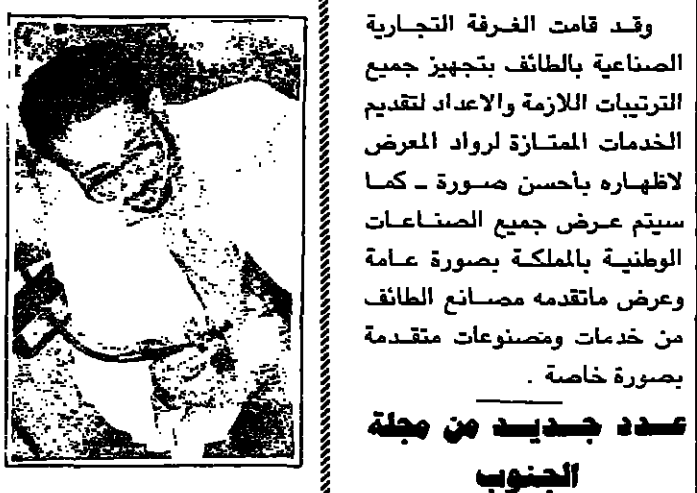 وقد قامت الغرفة التجارية
الصناعية بالطائف بتجهيز جميع
الترتيبات اللازمة والاعداد لتقديم
الخدمات الممتازة لرواد المعرض
لاظهاره بأحسن صورة ـ كما
سيتم عرض جميع الصناعات
الوطنية بالمملكة بصورة عامة
وعرض ماتقدمه مصانع الطائف
من خدمات ومصنوعات متقدمة
بصورة خاصة .
عدد جديد من مجلة
الجنوب